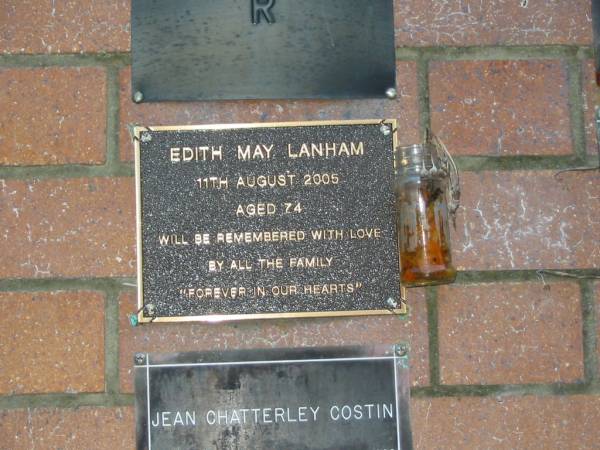 R
EDITH MAY LANHAM
11TH AUGUST 2005
AGED 74
WILL BE REMEMBERED WITH LOVE
BY ALL THE FAMILY
"FOREVER IN OUR HEARTS"
JEAN CHATTERLEY COSTIN